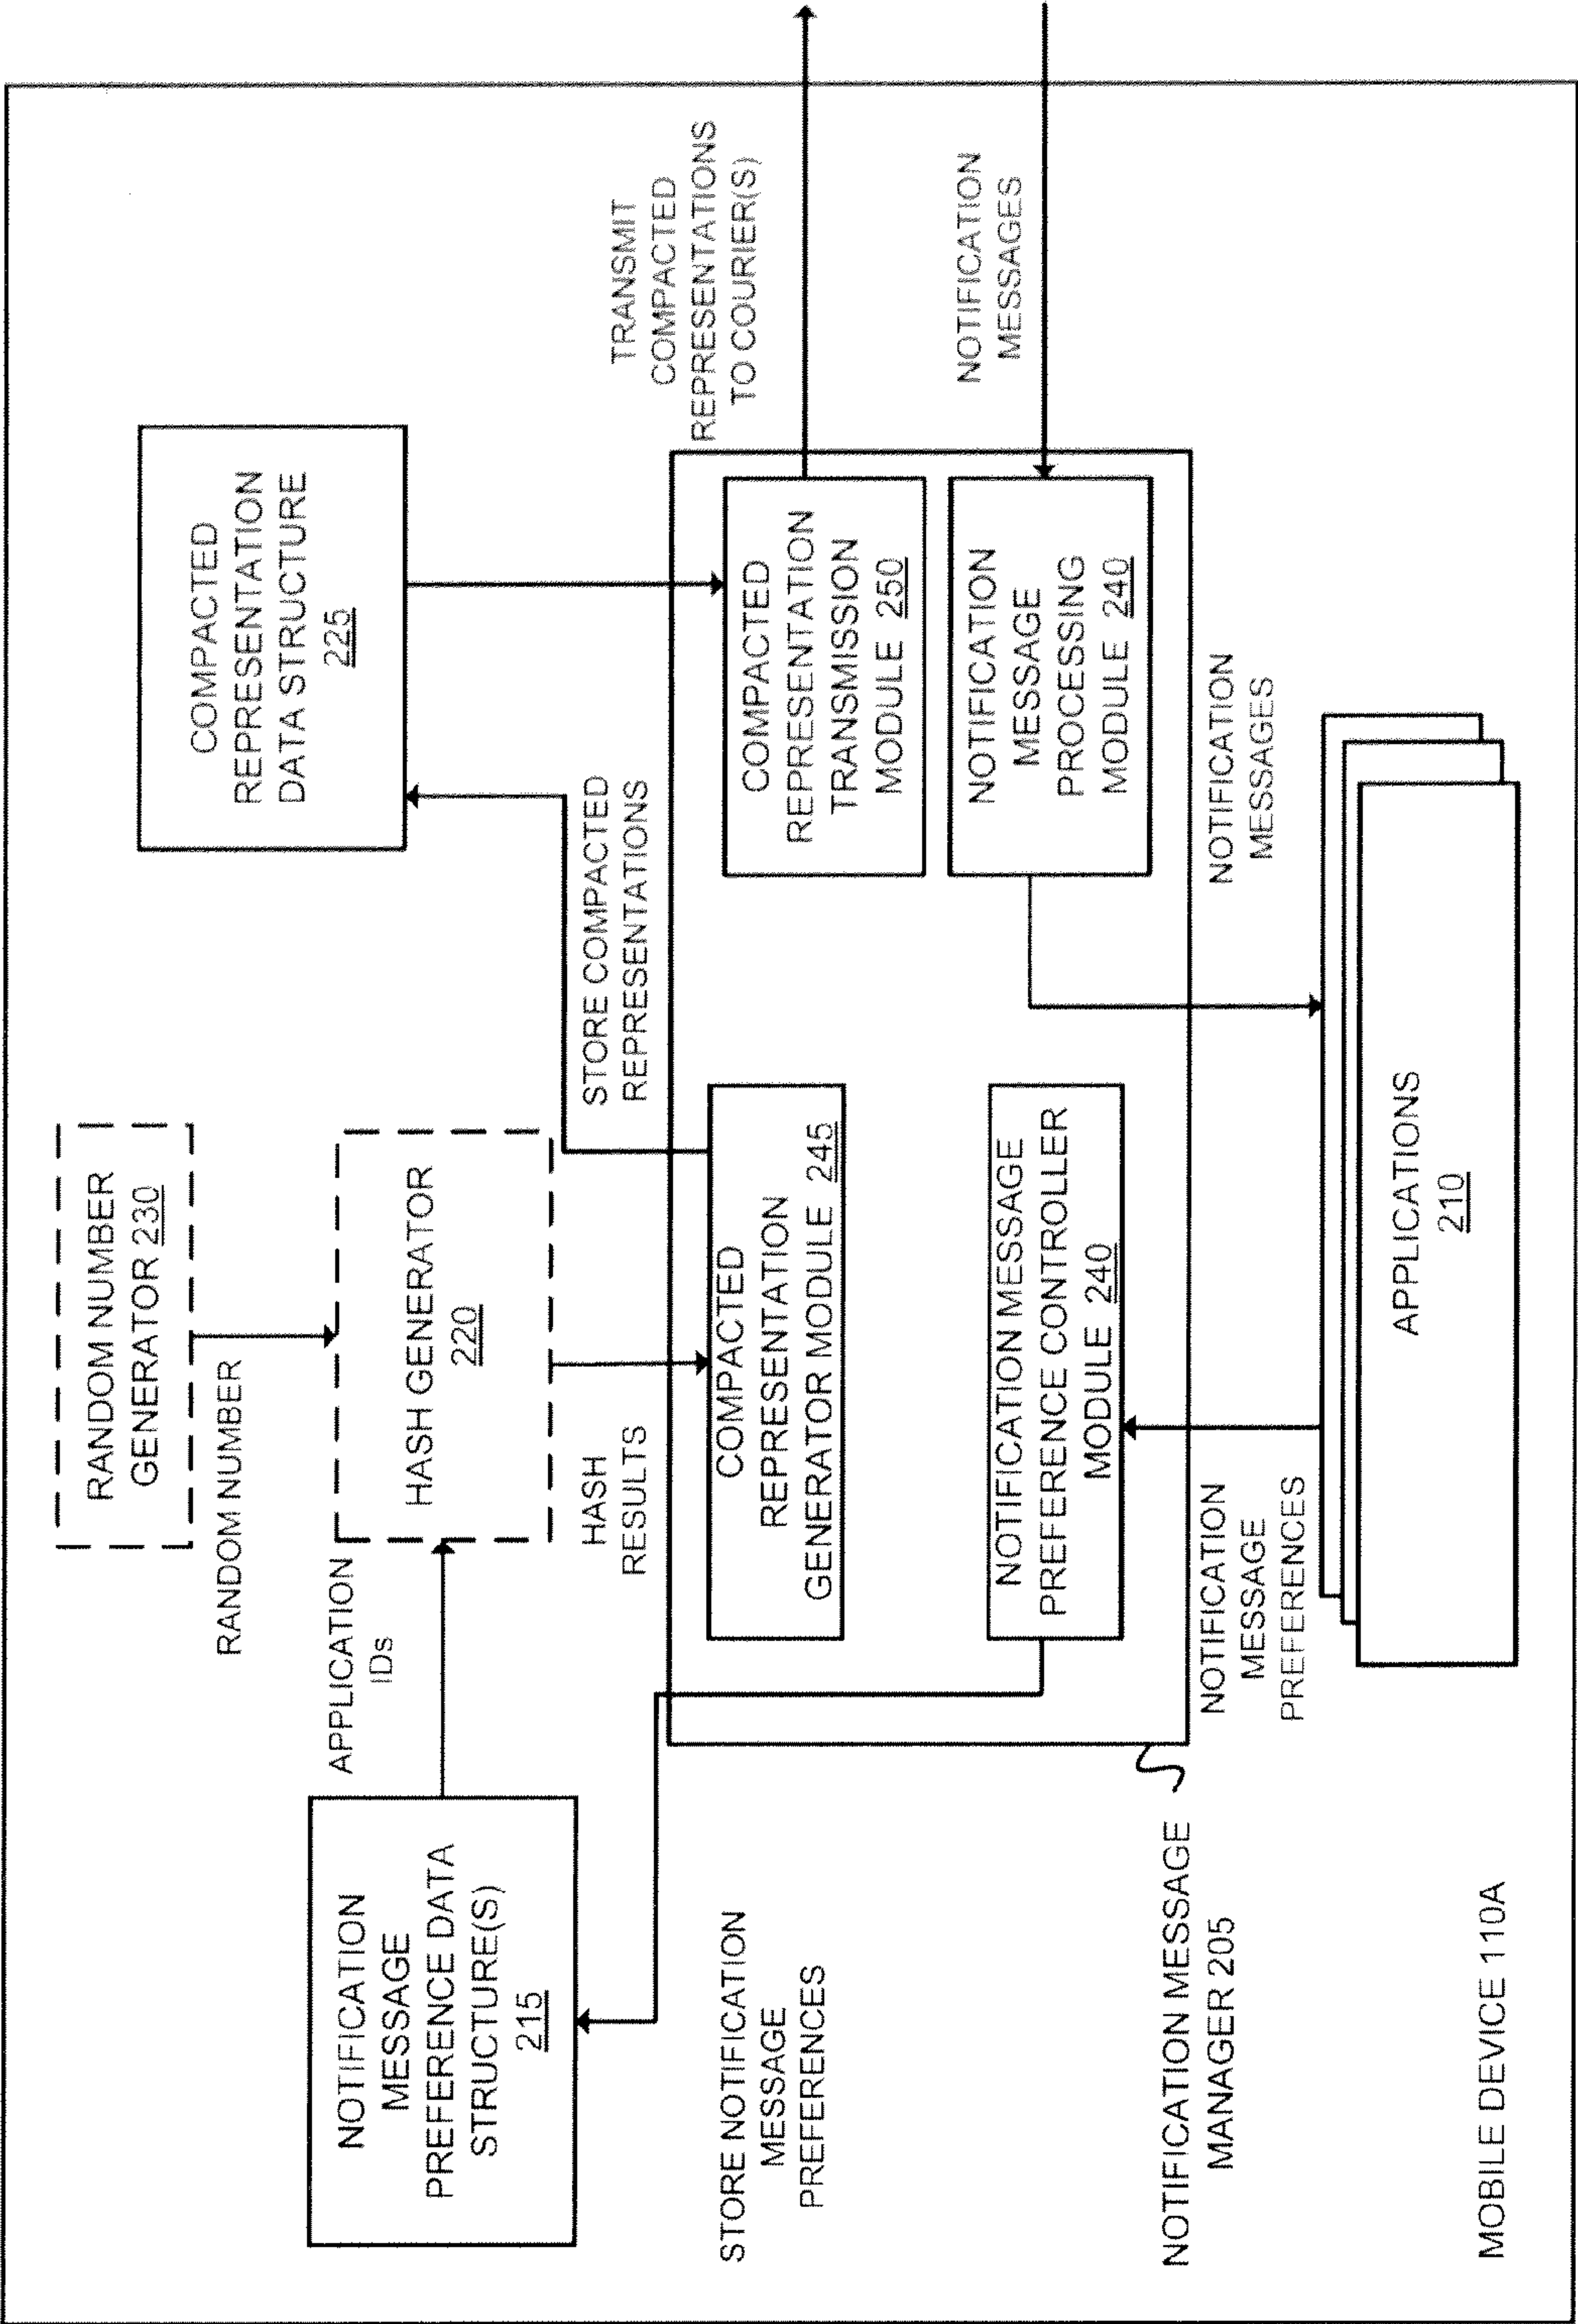 RANDOM NUMBER
GENERATOR 230
RANDOM NUMBER
COMPACTED
REPRESENTATION
DATA STRUCTURE
225
NOTIFICATION
MESSAGE
PREFERENCE DATA
STRUCTURE(S)
215
APPLICATION
IDs
HASH GENERATOR
220
HASH
RESULTS
STORE COMPACTED
REPRESENTATIONS
TRANSMIT
COMPACTED
REPRESENTATIONS
TO COURIER(S)
STORE NOTIFICATION
MESSAGE
PREFERENCES
COMPACTED
REPRESENTATION
GENERATOR MODULE 245
COMPACTED
REPRESENTATION
TRANSMISSION
MODULE 250
NOTIFICATION MESSAGE
PREFERENCE CONTROLLER
MODULE 240
NOTIFICATION
MESSAGE
PROCESSING
MODULE 240
NOTIFICATION
MESSAGES
NOTIFICATION MESSAGE
MANAGER 205
NOTIFICATION
MESSAGE
PREFERENCES
NOTIFICATION
MESSAGES
APPLICATIONS
210
MOBILE DEVICE 110A